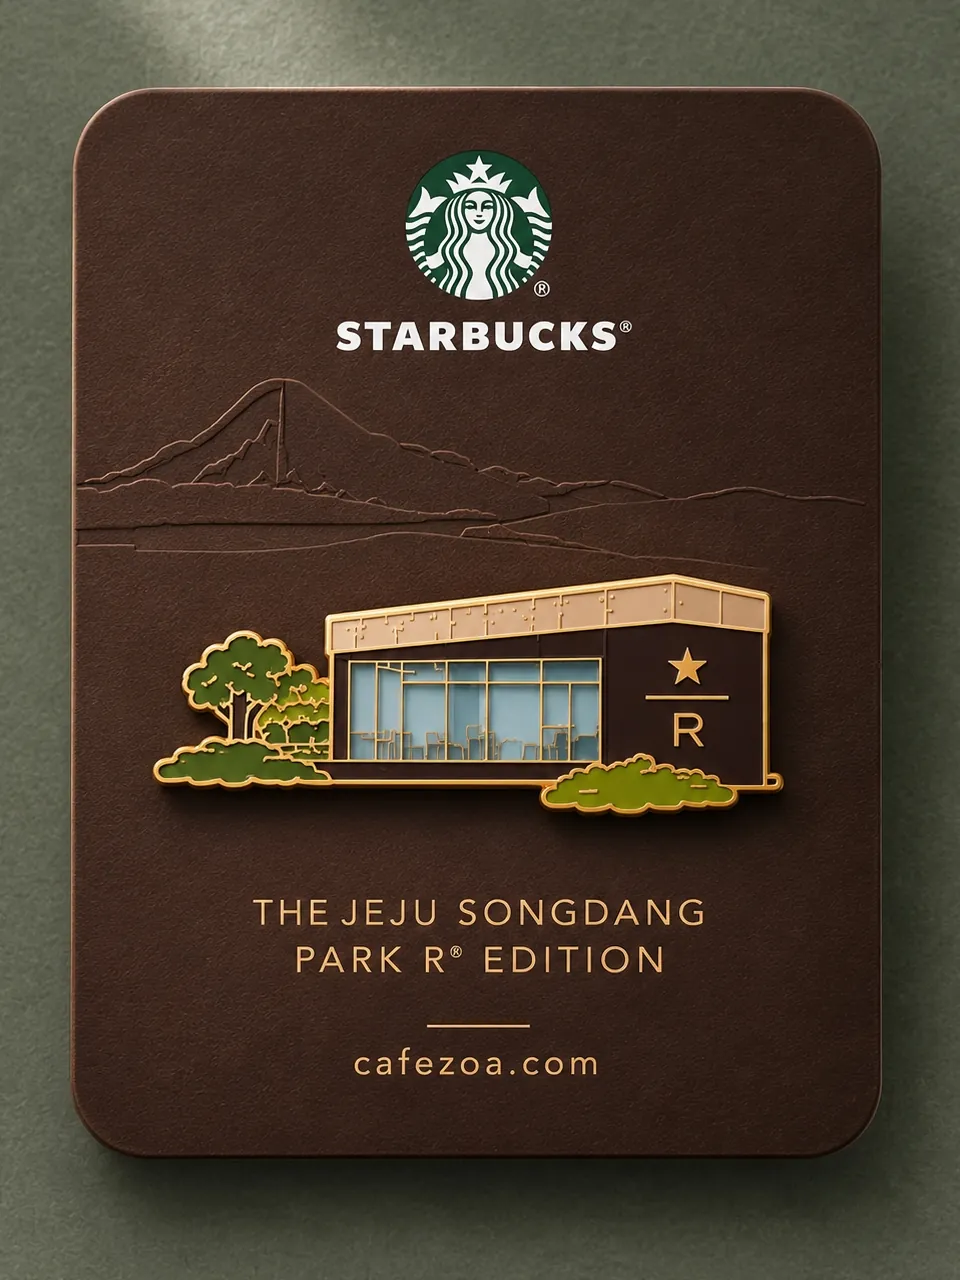 ®
STARBUCKS®
R
THE JEJU SONGDANG
PARK R® EDITION
cafezoa.com